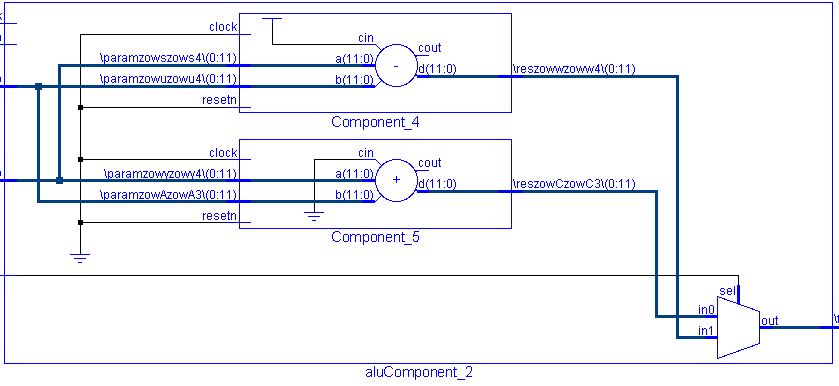 clock
cin
cout
\paramzowszows4\(0:11)
a(11:0)
-
d(11:0)
\reszowwzoww4\(0:11)
\paramzowuzowu4\(0:11)
b(11:0)
resetn
Component_4
clock
cin
cout
\paramzowyzowy4\(0:11)
a(11:0)
+
d(11:0)
\reszowCzowC3\(0:11)
\paramzowAzowA3\(0:11)
b(11:0)
resetn
Component_5
sel
in0
out
in1
aluComponent_2